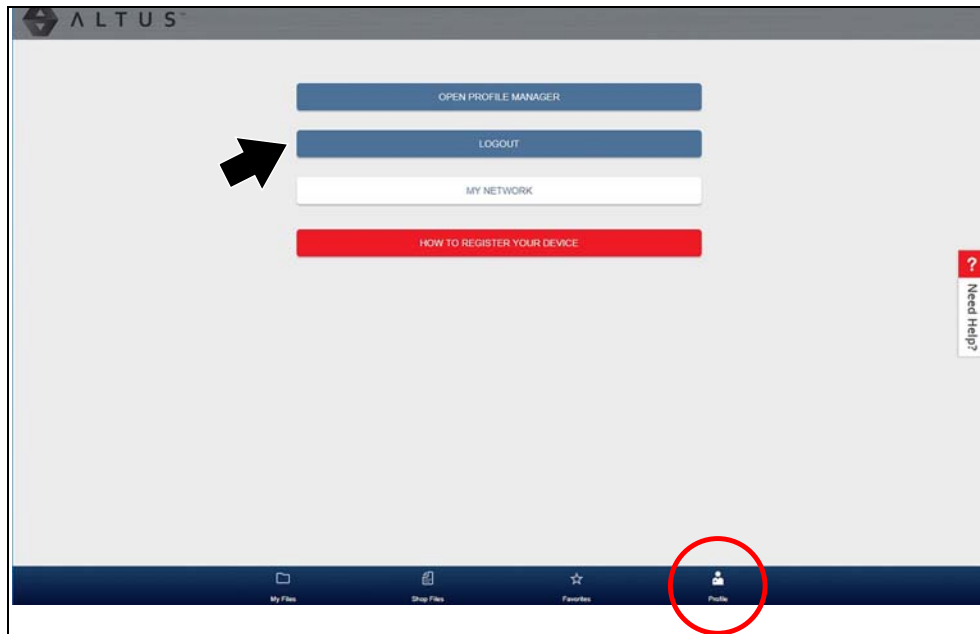 ALTUS™
OPEN PROFILE MANAGER
LOGOUT
MY NETWORK
HOW TO REGISTER YOUR DEVICE
?
Need Help?
My Files
Shop Files
Favorites
Profile